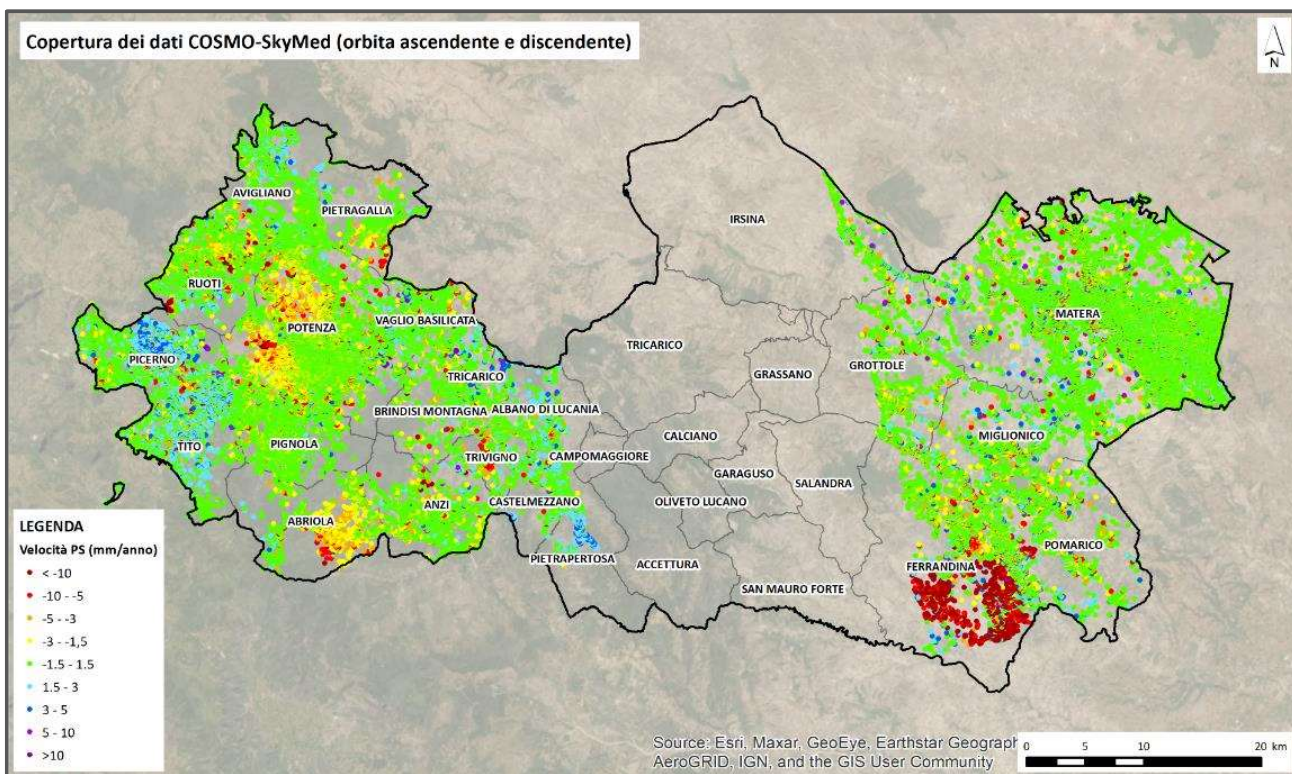 Copertura dei dati COSMO-SkyMed (orbita ascendente e discendente)
N
IRSINA
AVIGLIANO
PIETRAGALLA
RUOTI
POTENZA
VAGLIO BASILICATA
MATERA
PICERNO
TRICARICO
TRICARICO
GRASSANO
GROTTOLE
BRINDISI MONTAGNA
ALBANO DI LUCANIA
TITO
PIGNOLA
CALCIANO
MIGLIONICO
TRIVIGNO
CAMPOMAGGIORE
GARAGUSO
SALANDRA
ABRIOLA
ANZI
CASTELMEZZANO
OLIVETO LUCANO
PIETRAPERTOSA
ACCETTURA
FERRANDINA
POMARICO
SAN MAURO FORTE
LEGENDA
Velocità PS (mm/anno)
< -10
-10 - -5
-5 - -3
-3 - -1,5
-1.5 - 1.5
1.5 - 3
3 - 5
5 - 10
>10
Source: Esri, Maxar, GeoEye, Earthstar Geograph
AeroGRID, IGN, and the GIS User Community
0 5 10 20 km